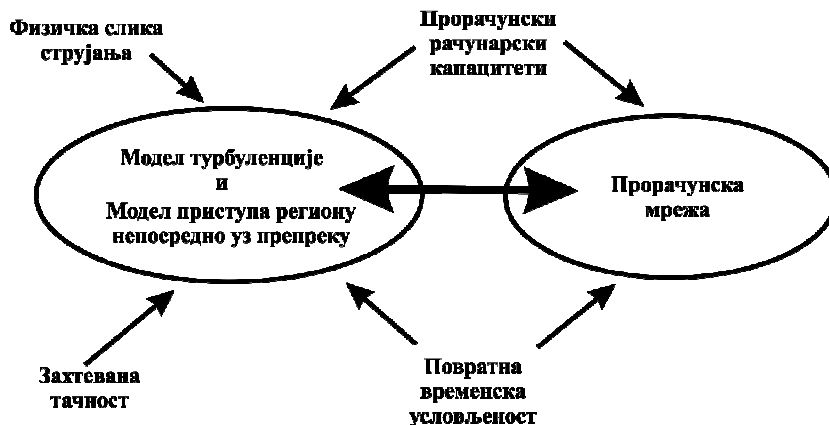 Физичка слика
струјања
Прорачунски
рачунарски
капацитети
Модел турбуленције
и
Модел приступа региону
непосредно уз препреку
Прорачунска
мрежа
Захтевана
тачност
Повратна
временска
условљеност